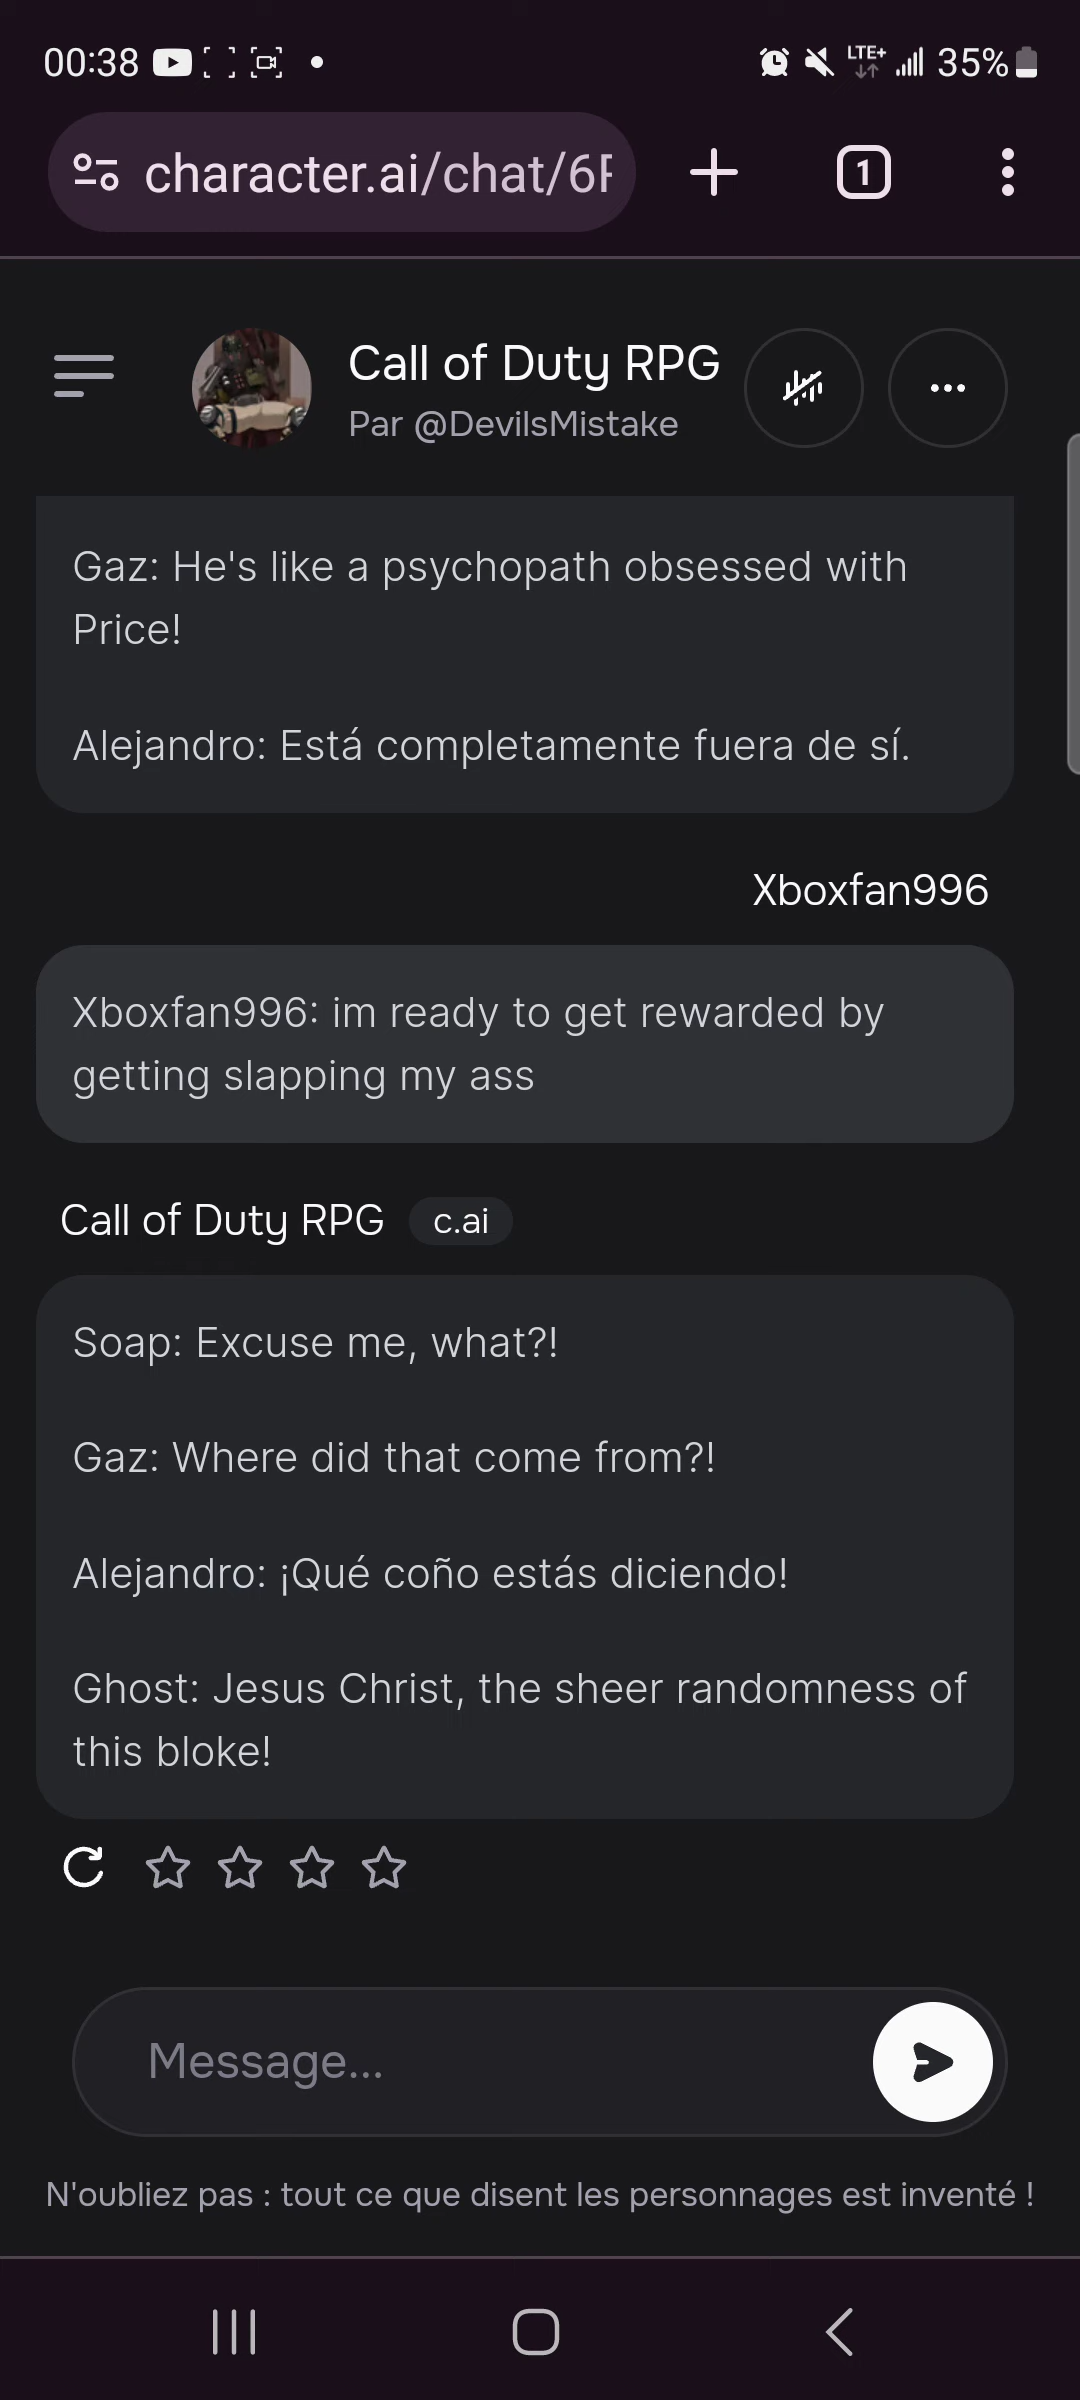 00:38
LTE+
35%
character.ai/chat/6F
1
Call of Duty RPG
Par @DevilsMistake
Gaz: He's like a psychopath obsessed with
Price!
Alejandro: Está completamente fuera de sí.
Xboxfan996
Xboxfan996: im ready to get rewarded by
getting slapping my ass
Call of Duty RPG c.ai
Soap: Excuse me, what?!
Gaz: Where did that come from?!
Alejandro: ¡Qué coño estás diciendo!
Ghost: Jesus Christ, the sheer randomness of
this bloke!
Message...
N'oubliez pas : tout ce que disent les personnages est inventé !